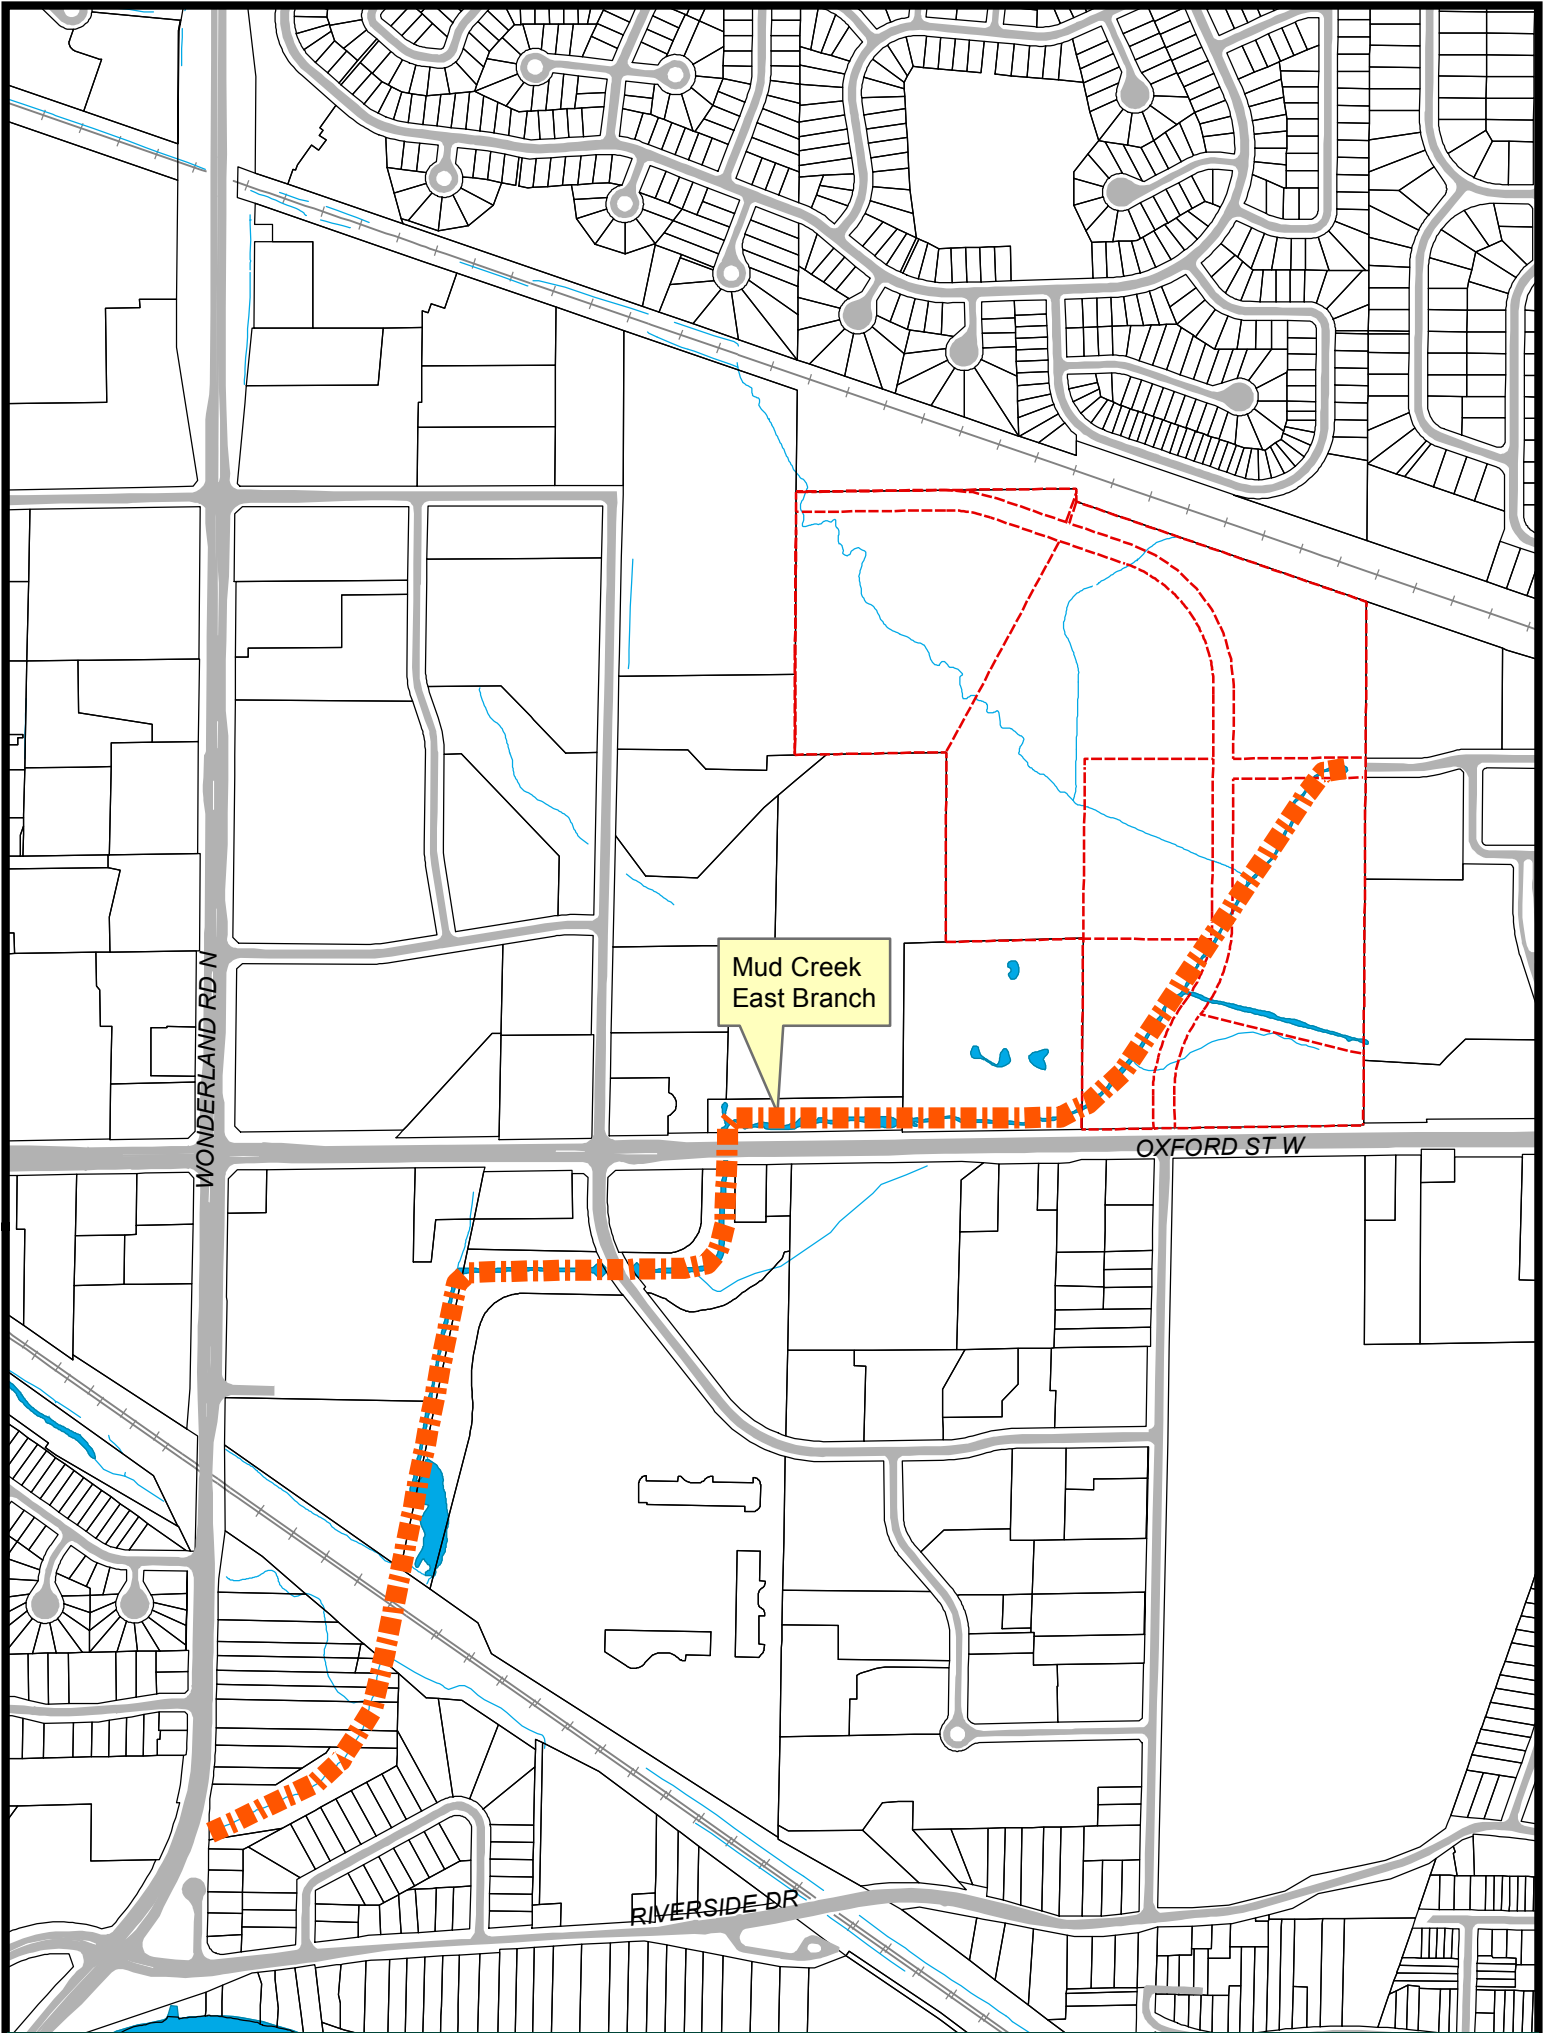 Mud Creek
East Branch
WONDERLAND RD N
OXFORD ST W
RIVERSIDE DR